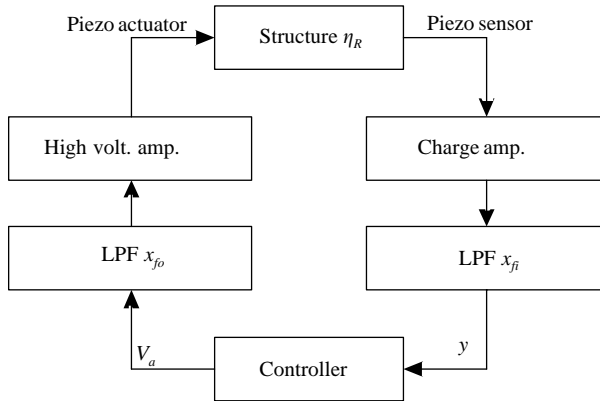 Piezo actuator
Structure η_R
Piezo sensor
High volt. amp.
Charge amp.
LPF x_fo
LPF x_fi
V_a
Controller
y